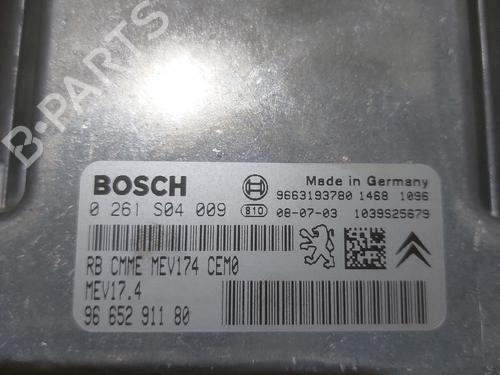 B-PARTS
BOSCH
Made in Germany
9663193780 1468 1096
0 261 S04 009
810
08-07-03 1039S25679
RB CMME MEV174 CEM0
MEV17.4
96 652 911 80